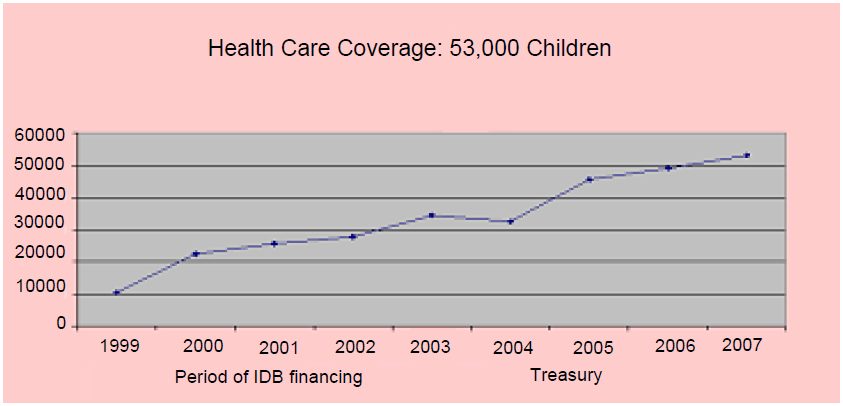 Health Care Coverage: 53,000 Children
60000
50000
40000
30000
20000
10000
0
1999 2000 2001 2002 2003 2004 2005 2006 2007
Period of IDB financing Treasury